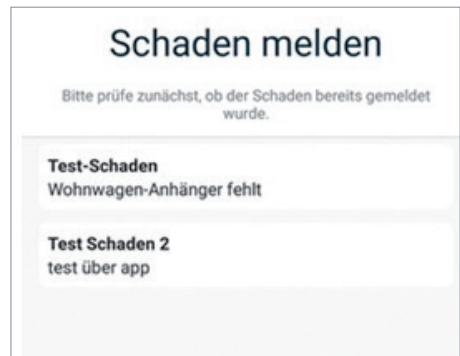 Schaden melden
Bitte prüfe zunächst, ob der Schaden bereits gemeldet
wurde.
Test-Schaden
Wohnwagen-Anhänger fehlt
Test Schaden 2
test über app